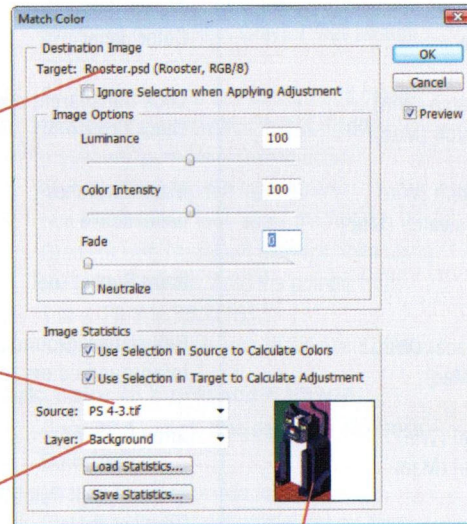 Match Color
Destination Image
Target: Rooster.psd (Rooster, RGB/8)
Ignore Selection when Applying Adjustment
Image Options
Luminance 100
Color Intensity 100
Fade 0
Neutralize
OK
Cancel
Preview
Image Statistics
Use Selection in Source to Calculate Colors
Use Selection in Target to Calculate Adjustment
Source: PS 4-3.tif
Layer: Background
Load Statistics...
Save Statistics...